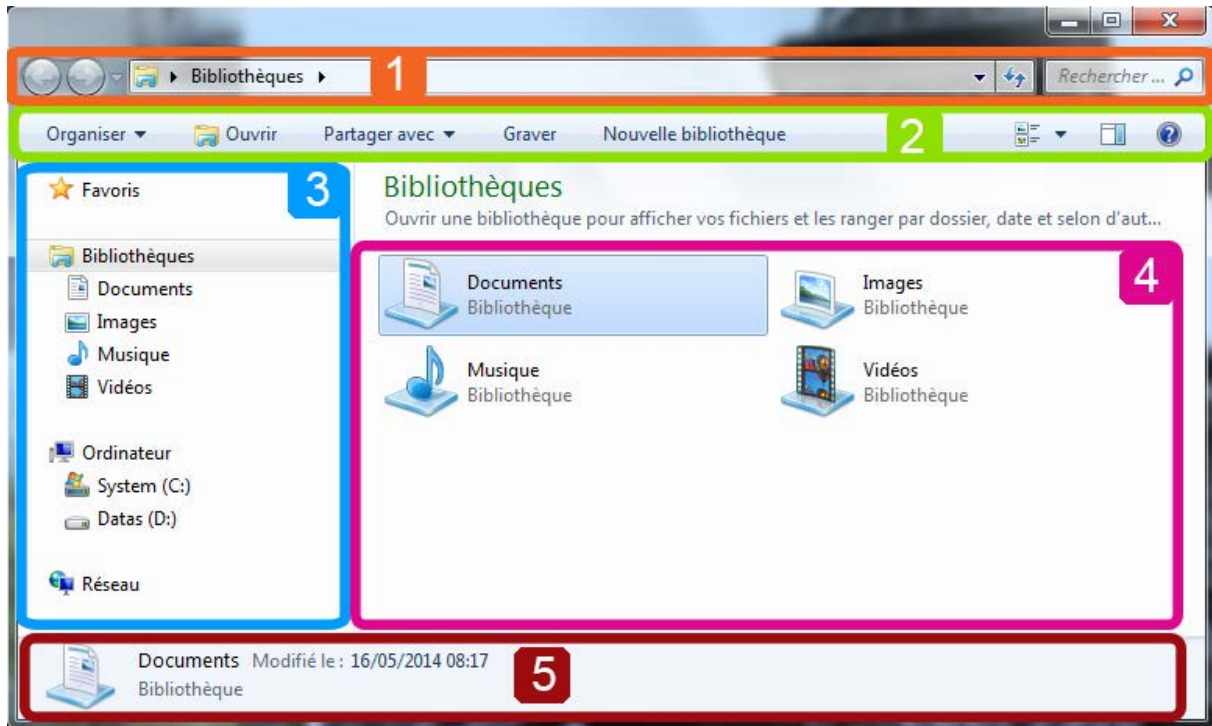 Bibliothèques
1
Rechercher ...
Organiser
Ouvrir
Partager avec
Graver
Nouvelle bibliothèque
2
3
Favoris
Bibliothèques
Documents
Images
Musique
Vidéos
Ordinateur
System (C:)
Datas (D:)
Réseau
Bibliothèques
Ouvrir une bibliothèque pour afficher vos fichiers et les ranger par dossier, date et selon d'aut...
4
Documents
Bibliothèque
Images
Bibliothèque
Musique
Bibliothèque
Vidéos
Bibliothèque
Documents Modifié le : 16/05/2014 08:17
Bibliothèque
5